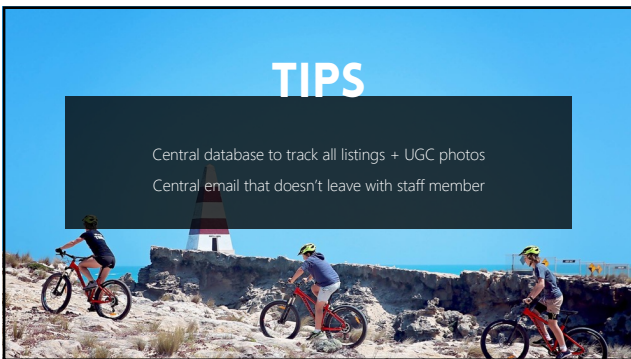 TIPS
Central database to track all listings + UGC photos
Central email that doesn't leave with staff member